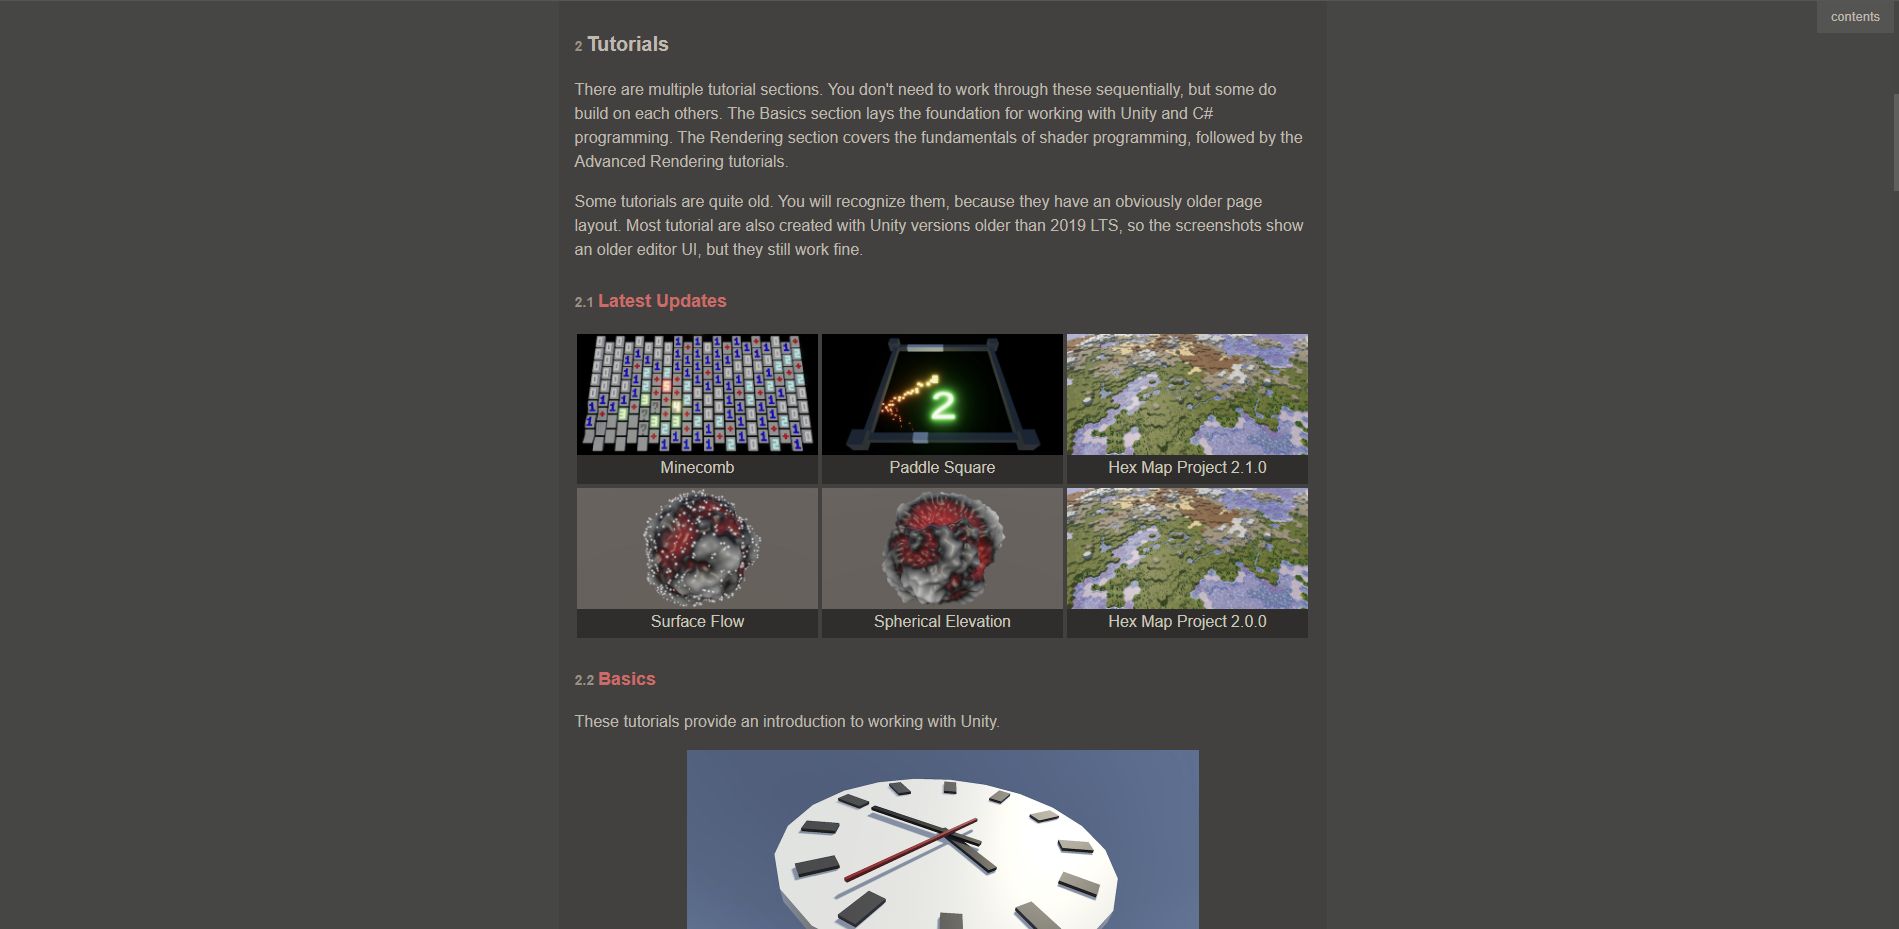 contents
2 Tutorials
There are multiple tutorial sections. You don't need to work through these sequentially, but some do
build on each others. The Basics section lays the foundation for working with Unity and C#
programming. The Rendering section covers the fundamentals of shader programming, followed by the
Advanced Rendering tutorials.
Some tutorials are quite old. You will recognize them, because they have an obviously older page
layout. Most tutorial are also created with Unity versions older than 2019 LTS, so the screenshots show
an older editor UI, but they still work fine.
2.1 Latest Updates
2
Minecomb
Paddle Square
Hex Map Project 2.1.0
Surface Flow
Spherical Elevation
Hex Map Project 2.0.0
2.2 Basics
These tutorials provide an introduction to working with Unity.